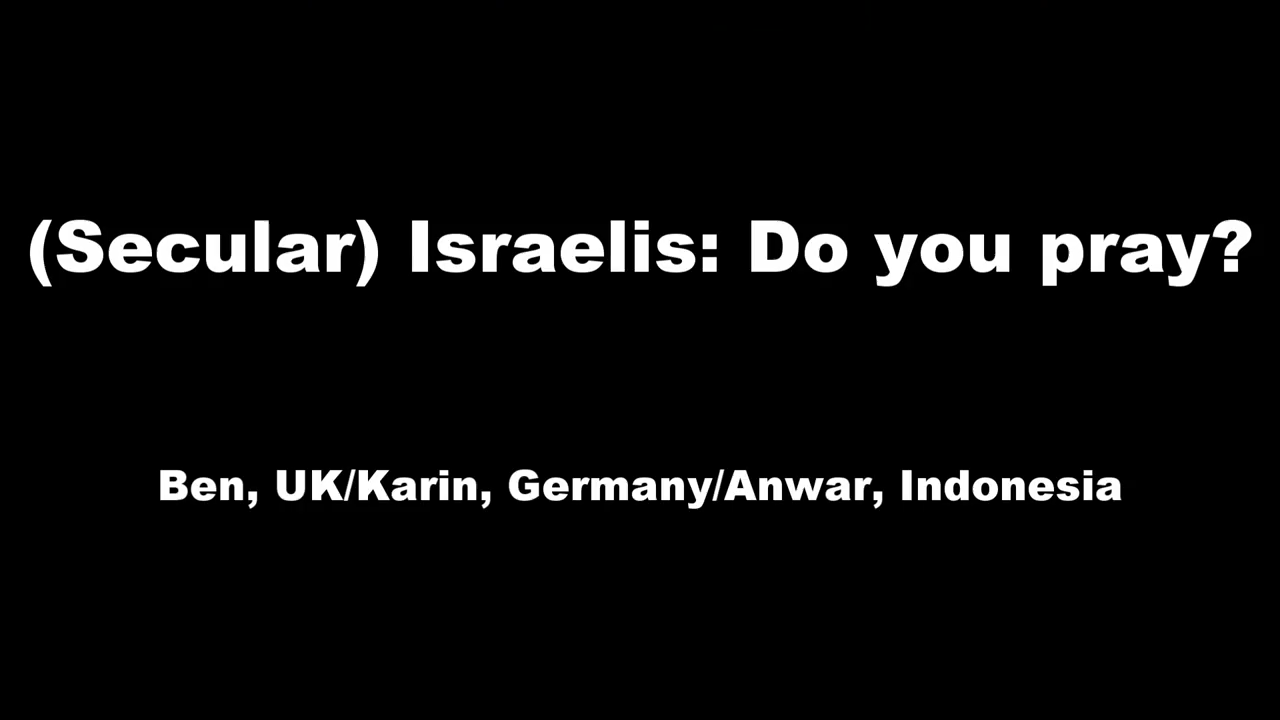 (Secular) Israelis: Do you pray?
Ben, UK/Karin, Germany/Anwar, Indonesia